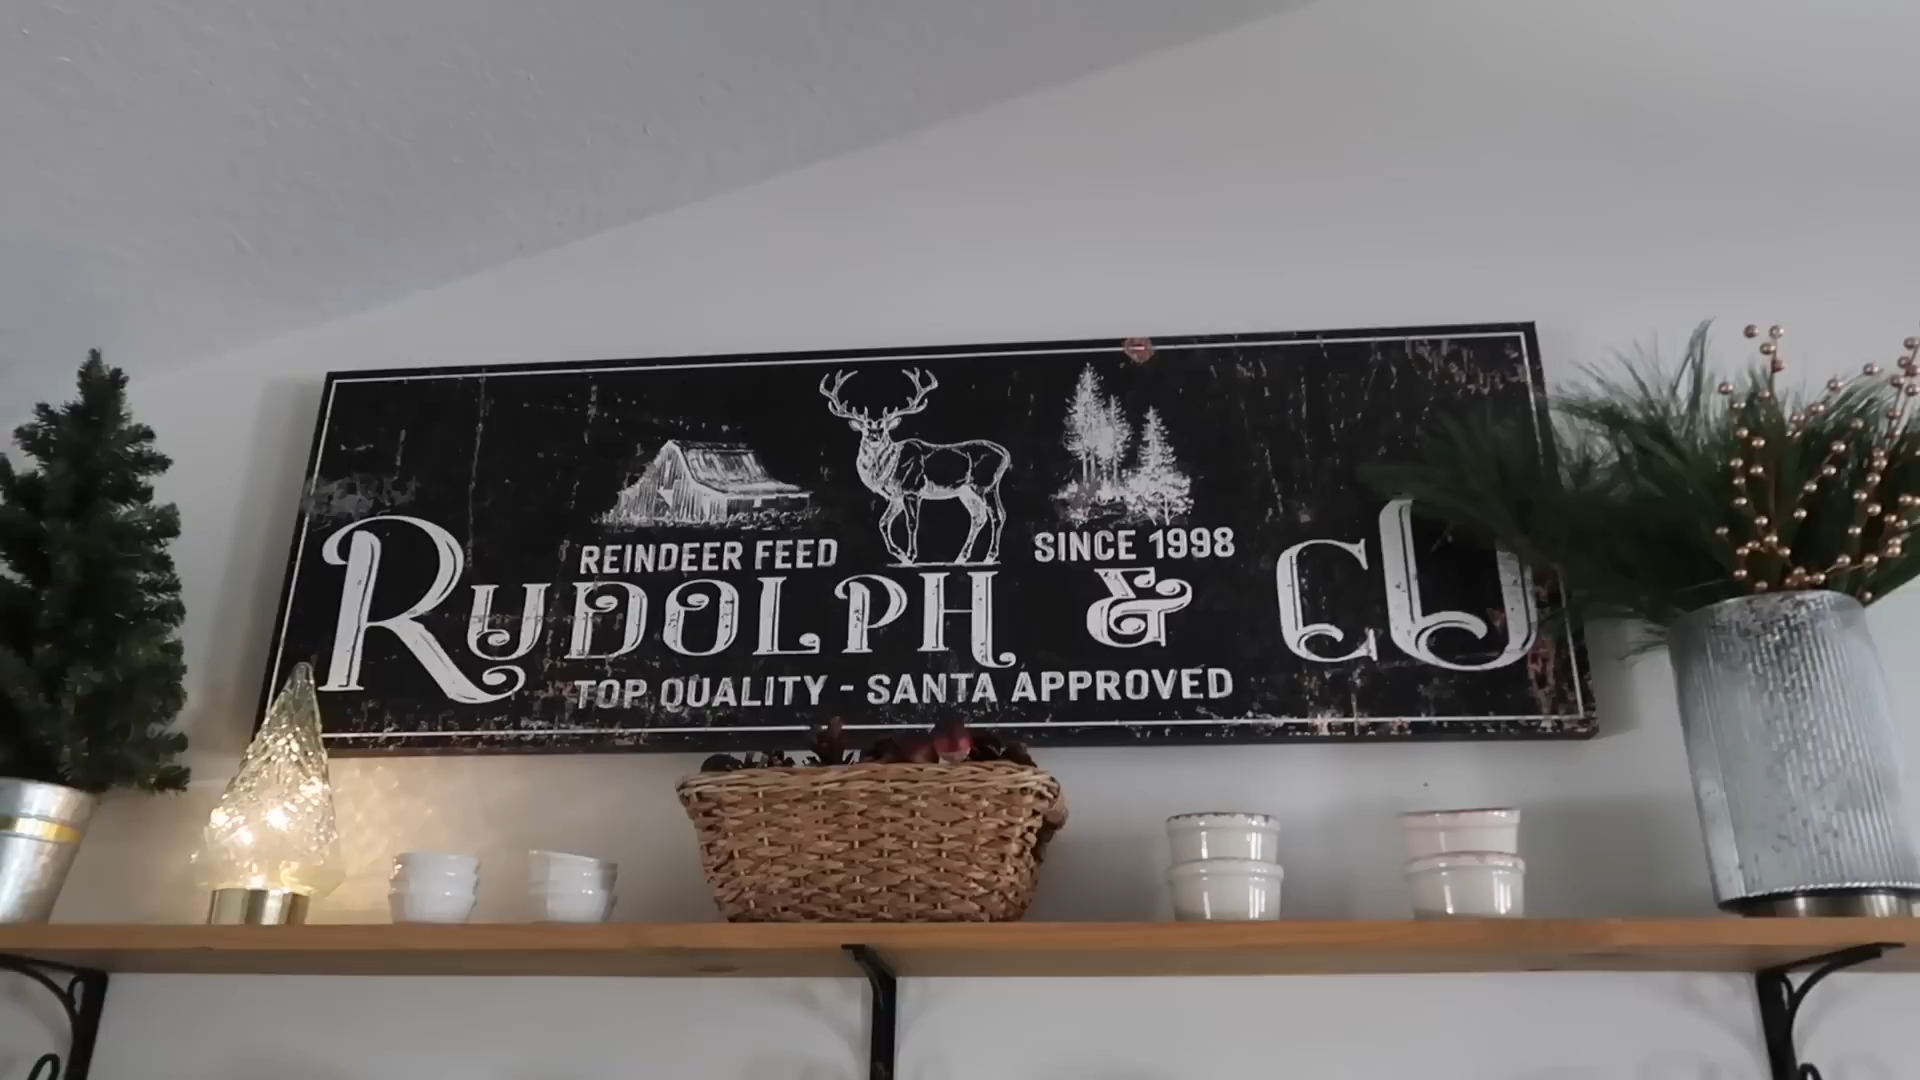 REINDEER FEED
SINCE 1998
RUDOLPH & CO
TOP QUALITY - SANTA APPROVED